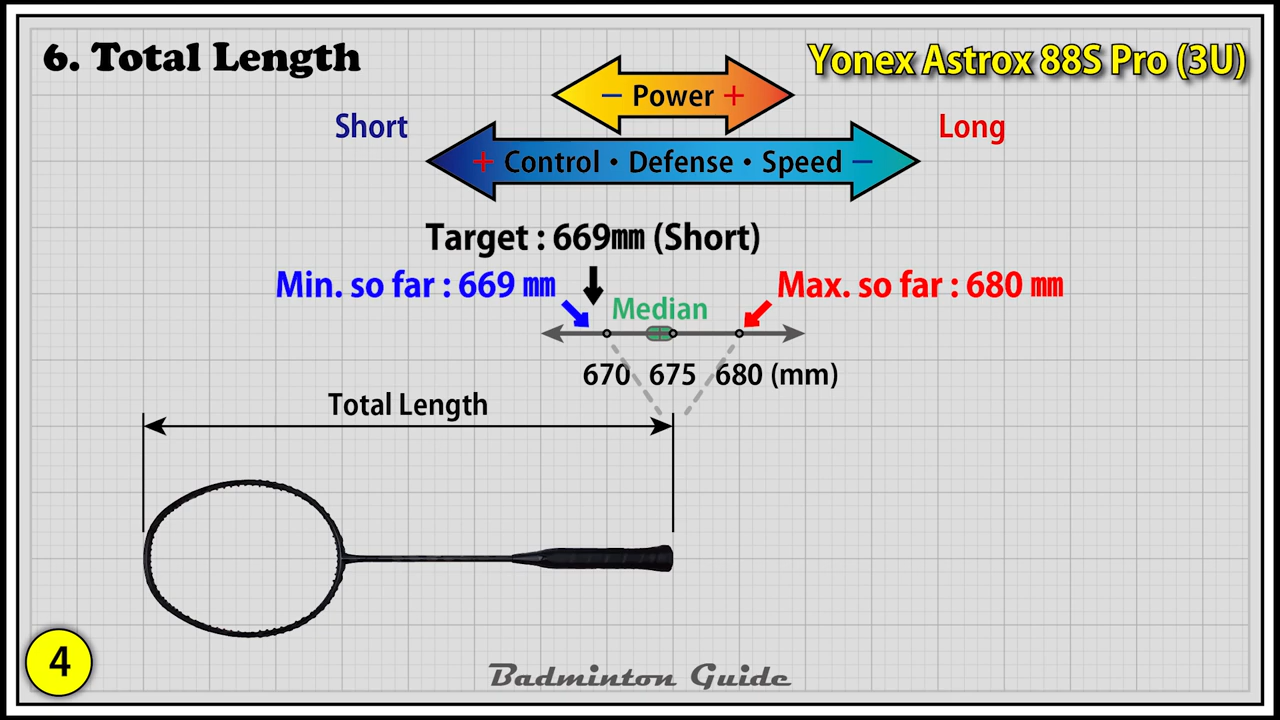 6. Total Length
Yonex Astrox 88S Pro (3U)
− Power +
Short
Long
+ Control・Defense・Speed −
Target : 669㎜ (Short)
Min. so far : 669 ㎜
Max. so far : 680 ㎜
Median
670 675 680 (mm)
Total Length
4
Badminton Guide